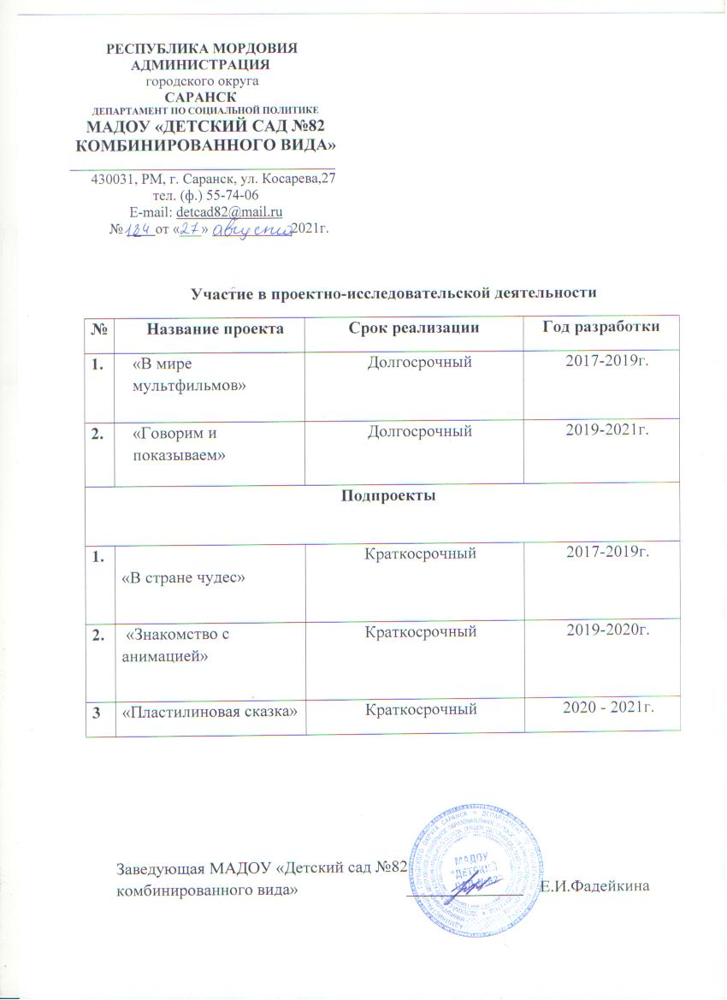 РЕСПУБЛИКА МОРДОВИЯ
АДМИНИСТРАЦИЯ
городского округа
САРАНСК
ДЕПАРТАМЕНТ ПО СОЦИАЛЬНОЙ ПОЛИТИКЕ
МАДОУ «ДЕТСКИЙ САД №82
КОМБИНИРОВАННОГО ВИДА»
430031, РМ, г. Саранск, ул. Косарева,27
тел. (ф.) 55-74-06
E-mail: detcad82@mail.ru
№184 от «27» августа 2021г.
Участие в проектно-исследовательской деятельности
№ Название проекта Срок реализации Год разработки
1. «В мире Долгосрочный 2017-2019г.
мультфильмов»
2. «Говорим и Долгосрочный 2019-2021г.
показываем»
Подпроекты
1. Краткосрочный 2017-2019г.
«В стране чудес»
2. «Знакомство с Краткосрочный 2019-2020г.
анимацией»
3 «Пластилиновая сказка» Краткосрочный 2020 - 2021г.
Заведующая МАДОУ «Детский сад №82
комбинированного вида» Е.И.Фадейкина
МАДОУ
"ДЕТСКИЙ
САД №82